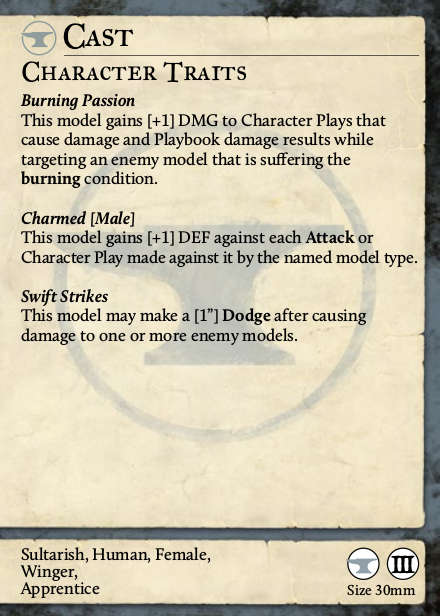 Cast
Character Traits
Burning Passion
This model gains [+1] DMG to Character Plays that
cause damage and Playbook damage results while
targeting an enemy model that is suffering the
burning condition.
Charmed [Male]
This model gains [+1] DEF against each Attack or
Character Play made against it by the named model type.
Swift Strikes
This model may make a [1”] Dodge after causing
damage to one or more enemy models.
Sultarish, Human, Female,
Winger,
Apprentice
III
Size 30mm